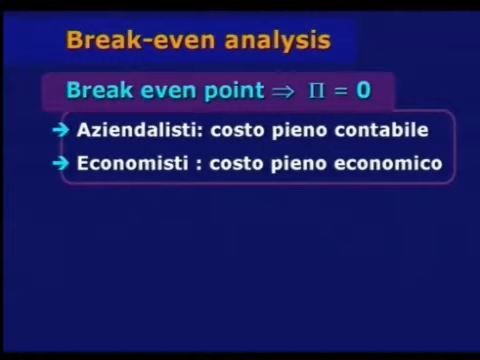 Break-even analysis
Break even point ⇒ Π = 0
➔ Aziendalisti: costo pieno contabile
➔ Economisti : costo pieno economico